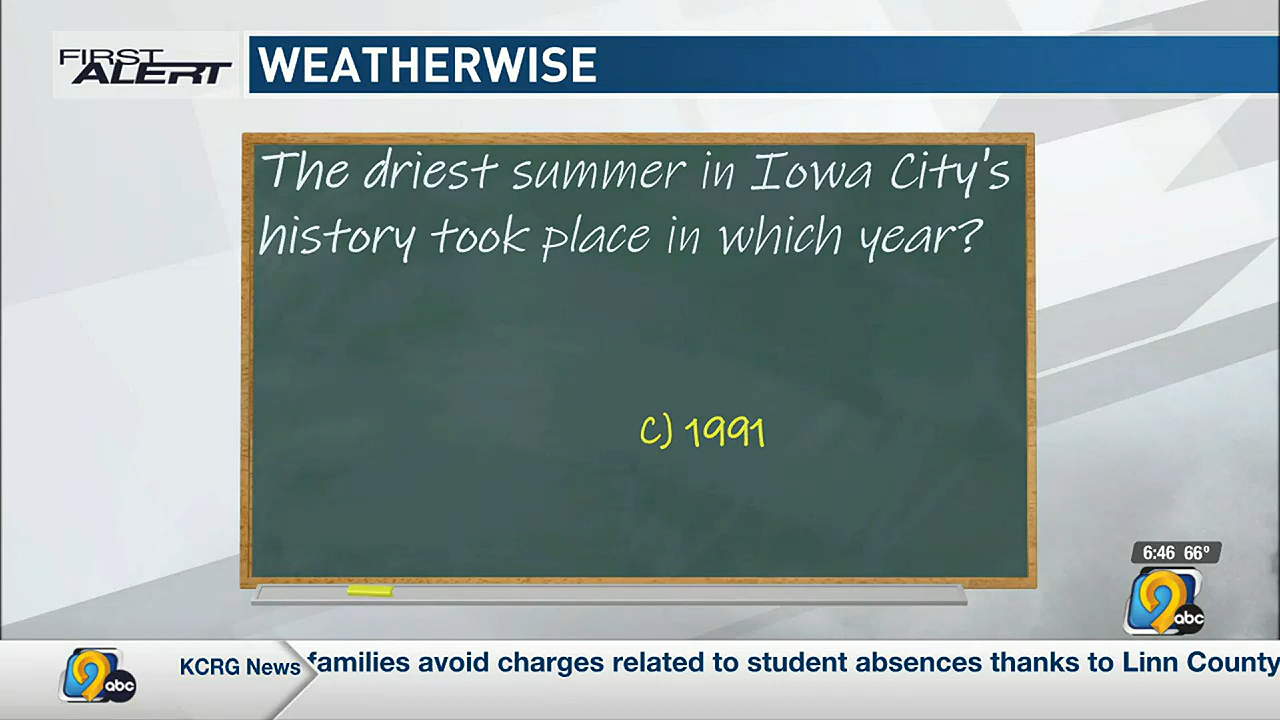 FIRST
ALERT
WEATHERWISE
The driest summer in Iowa City's
history took place in which year?
c) 1991
6:46 66°
9
abc
9
abc
KCRG News
families avoid charges related to student absences thanks to Linn County